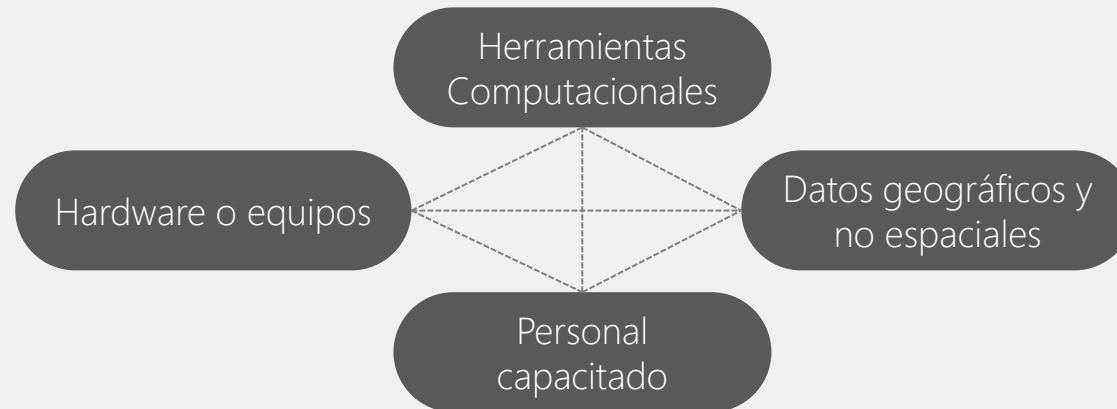 Herramientas
Computacionales
Hardware o equipos
Datos geográficos y
no espaciales
Personal
capacitado